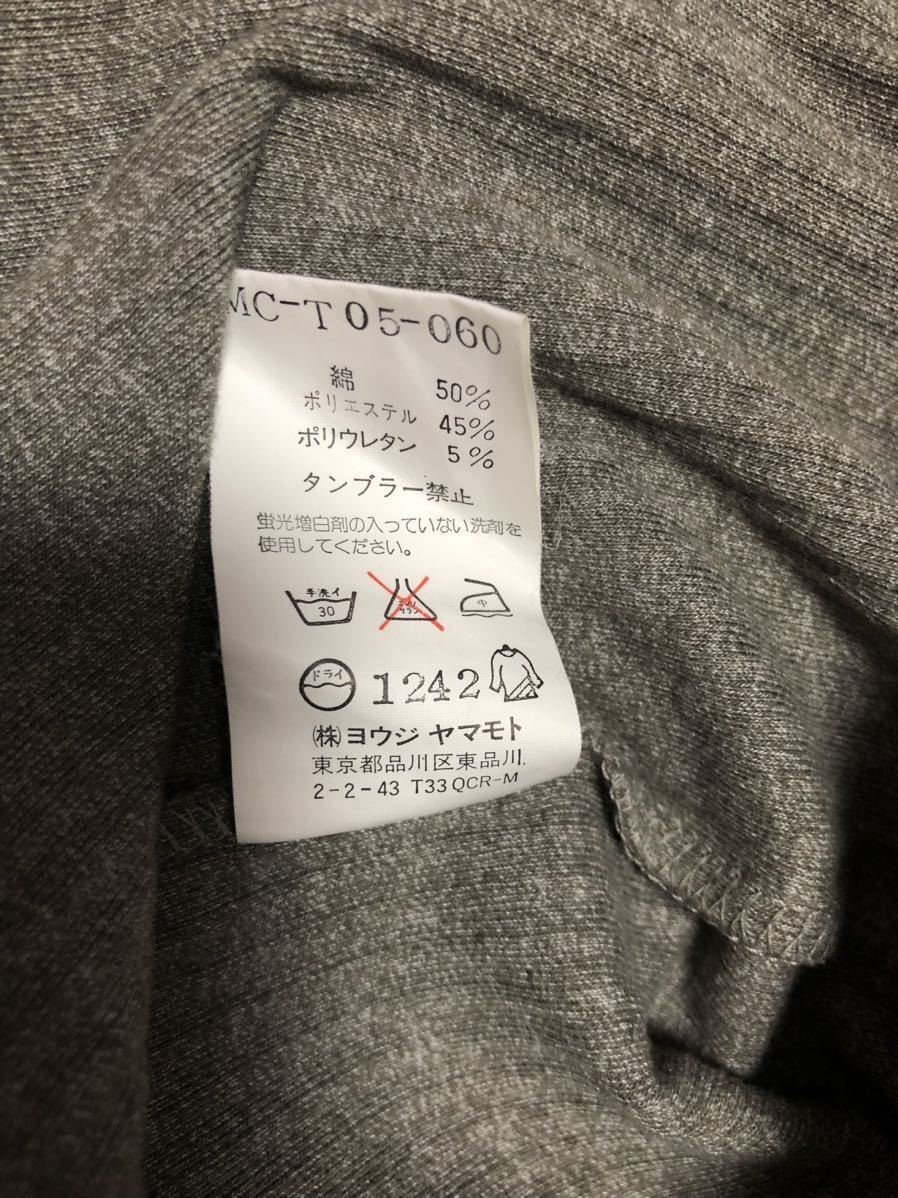 MC-T05-060
綿 50%
ポリエステル 45%
ポリウレタン 5%
タンブラー禁止
蛍光増白剤の入っていない洗剤を
使用してください。
手洗イ
30
中
ドライ
1242
(株)ヨウジ ヤマモト
東京都品川区東品川.
2-2-43 T33 QCR-M